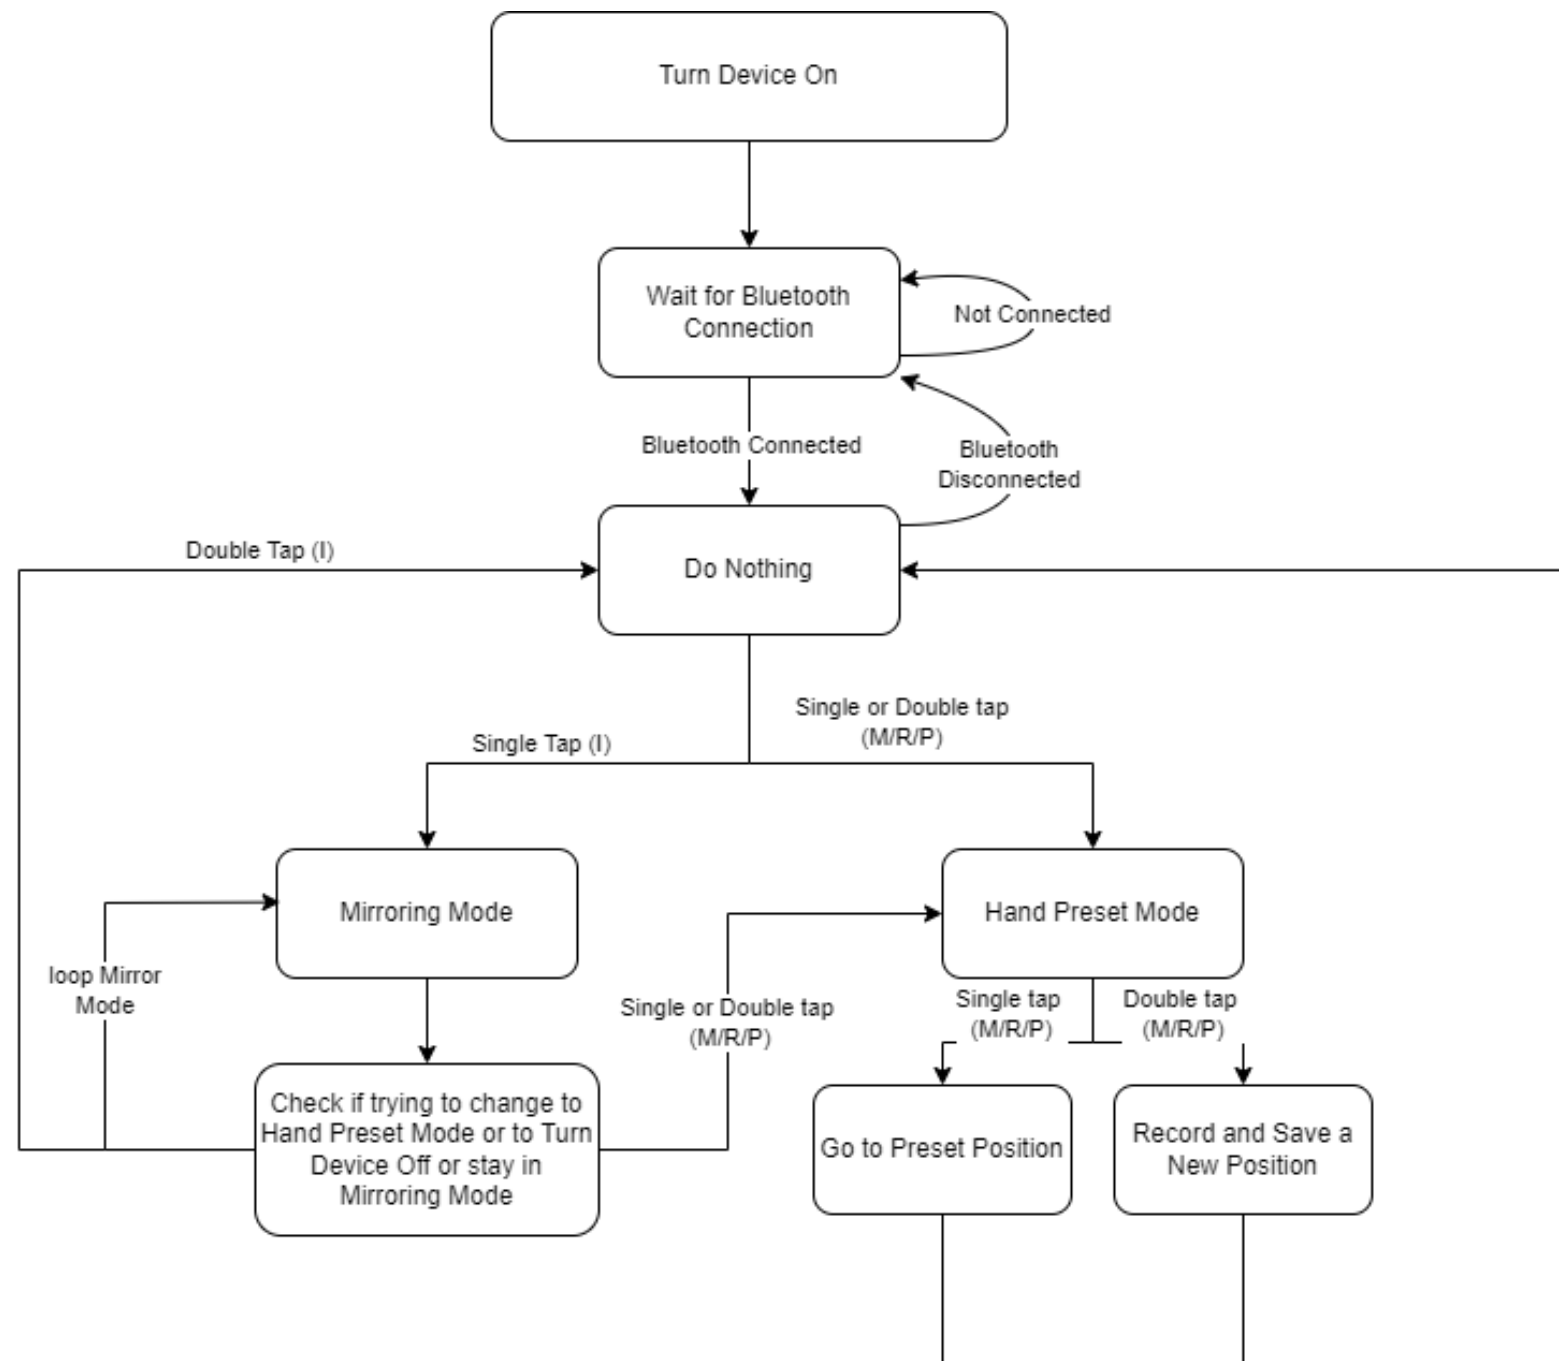 Turn Device On
Wait for Bluetooth
Connection
Not Connected
Bluetooth Connected
Bluetooth
Disconnected
Double Tap (I)
Do Nothing
Single or Double tap
(M/R/P)
Single Tap (I)
Mirroring Mode
Hand Preset Mode
loop Mirror
Mode
Single or Double tap
(M/R/P)
Single tap
(M/R/P)
Double tap
(M/R/P)
Check if trying to change to
Hand Preset Mode or to Turn
Device Off or stay in
Mirroring Mode
Go to Preset Position
Record and Save a
New Position